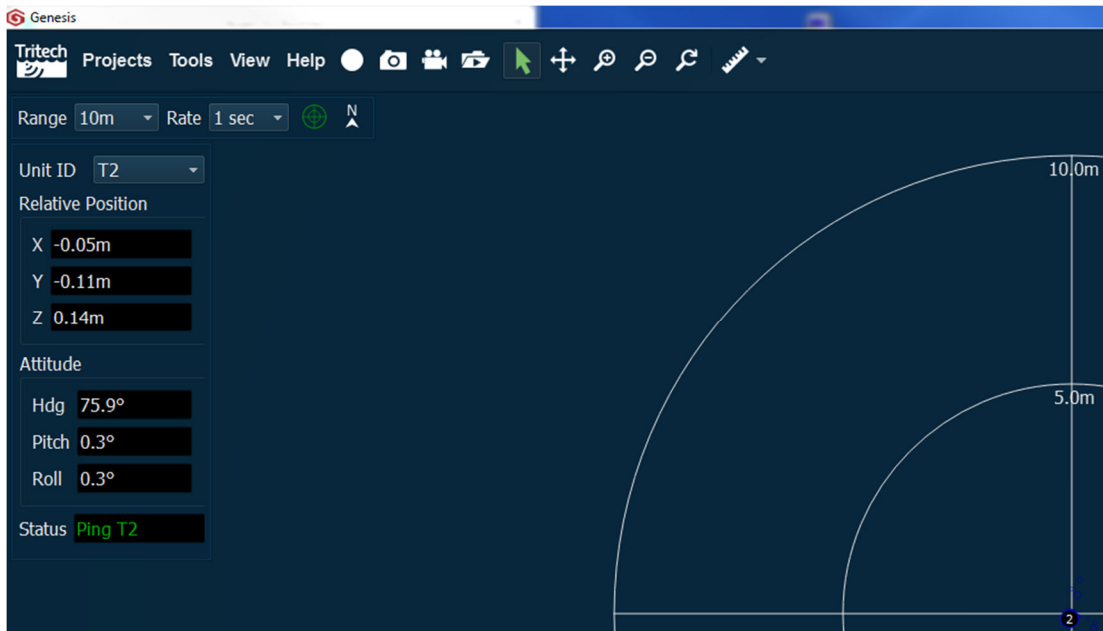 Genesis
Tritech Projects Tools View Help
Range 10m Rate 1 sec N
Unit ID T2
Relative Position
X -0.05m
Y -0.11m
Z 0.14m
Attitude
Hdg 75.9°
Pitch 0.3°
Roll 0.3°
Status Ping T2
10.0m
5.0m
2